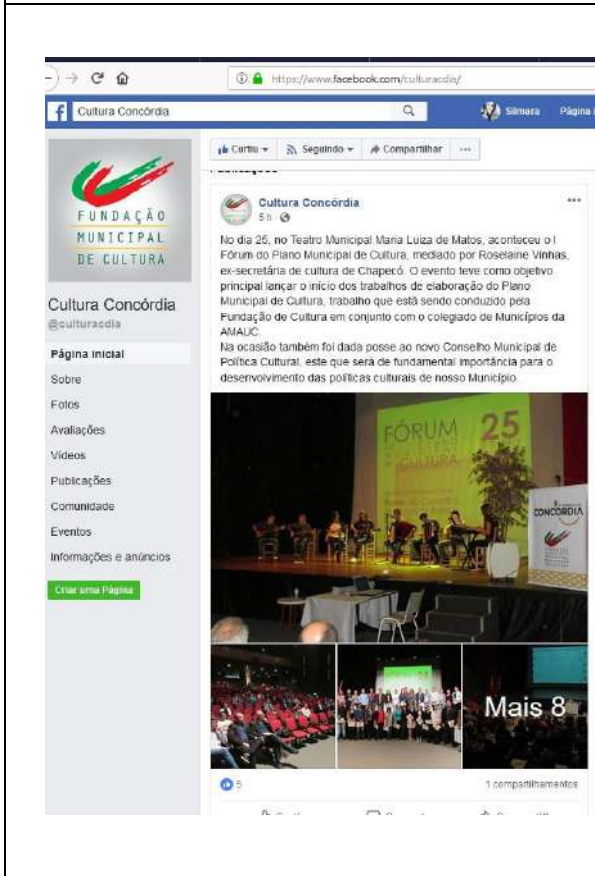 https://www.facebook.com/culturacdia/
Cultura Concórdia
Silmara
Página
Curtiu
Seguindo
Compartilhar
FUNDAÇÃO
MUNICIPAL
DE CULTURA
Cultura Concórdia
@culturacdia
Página inicial
Sobre
Fotos
Avaliações
Vídeos
Publicações
Comunidade
Eventos
Informações e anúncios
Criar uma Página
Publicações
Cultura Concórdia
5 h
No dia 25, no Teatro Municipal Maria Luiza de Matos, aconteceu o I
Fórum do Plano Municipal de Cultura, mediado por Roselaine Vinhas,
ex-secretária de cultura de Chapecó. O evento teve como objetivo
principal lançar o início dos trabalhos de elaboração do Plano
Municipal de Cultura, trabalho que está sendo conduzido pela
Fundação de Cultura em conjunto com o colegiado de Municípios da
AMAUC.
Na ocasião também foi dada posse ao novo Conselho Municipal de
Política Cultural, este que será de fundamental importância para o
desenvolvimento das políticas culturais de nosso Município.
FÓRUM 25
CULTURA
CONCÓRDIA
Mais 8
5
1 compartilhamentos